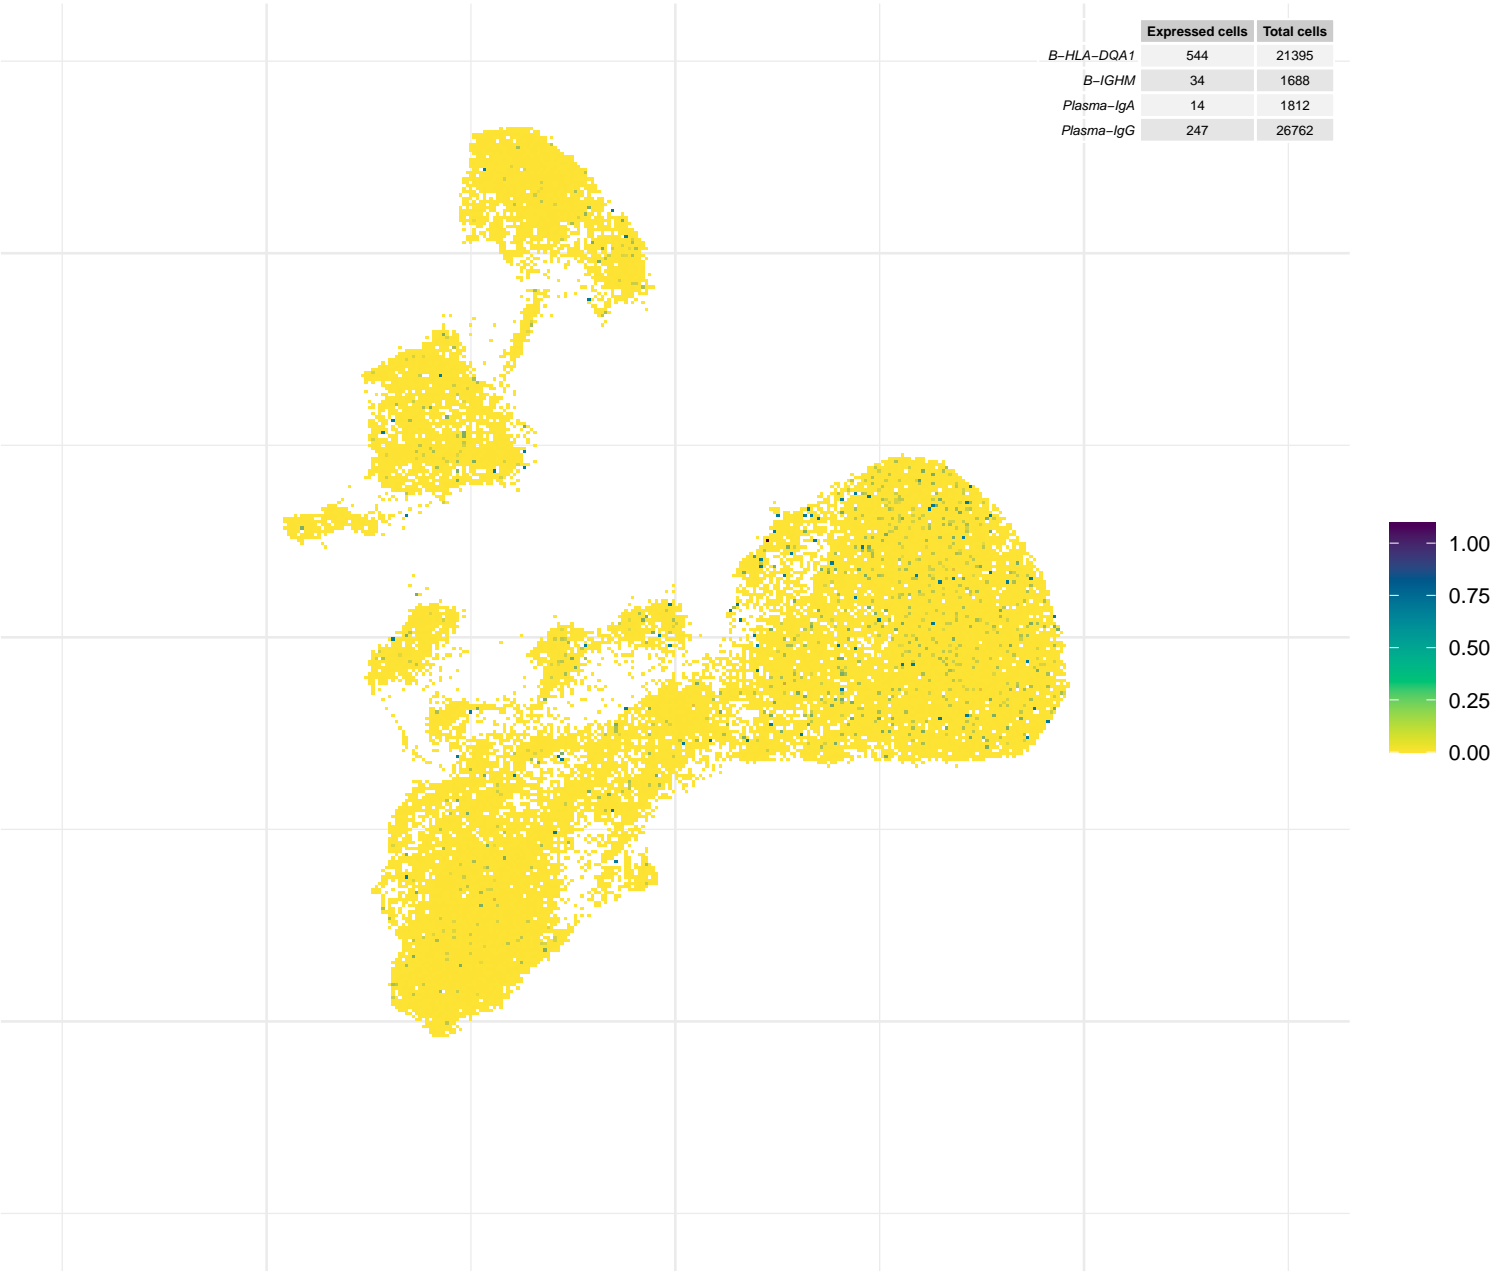 Expressed cells Total cells
B−HLA−DQA1 544 21395
B−IGHM 34 1688
Plasma−IgA 14 1812
Plasma−IgG 247 26762
1.00
0.75
0.50
0.25
0.00